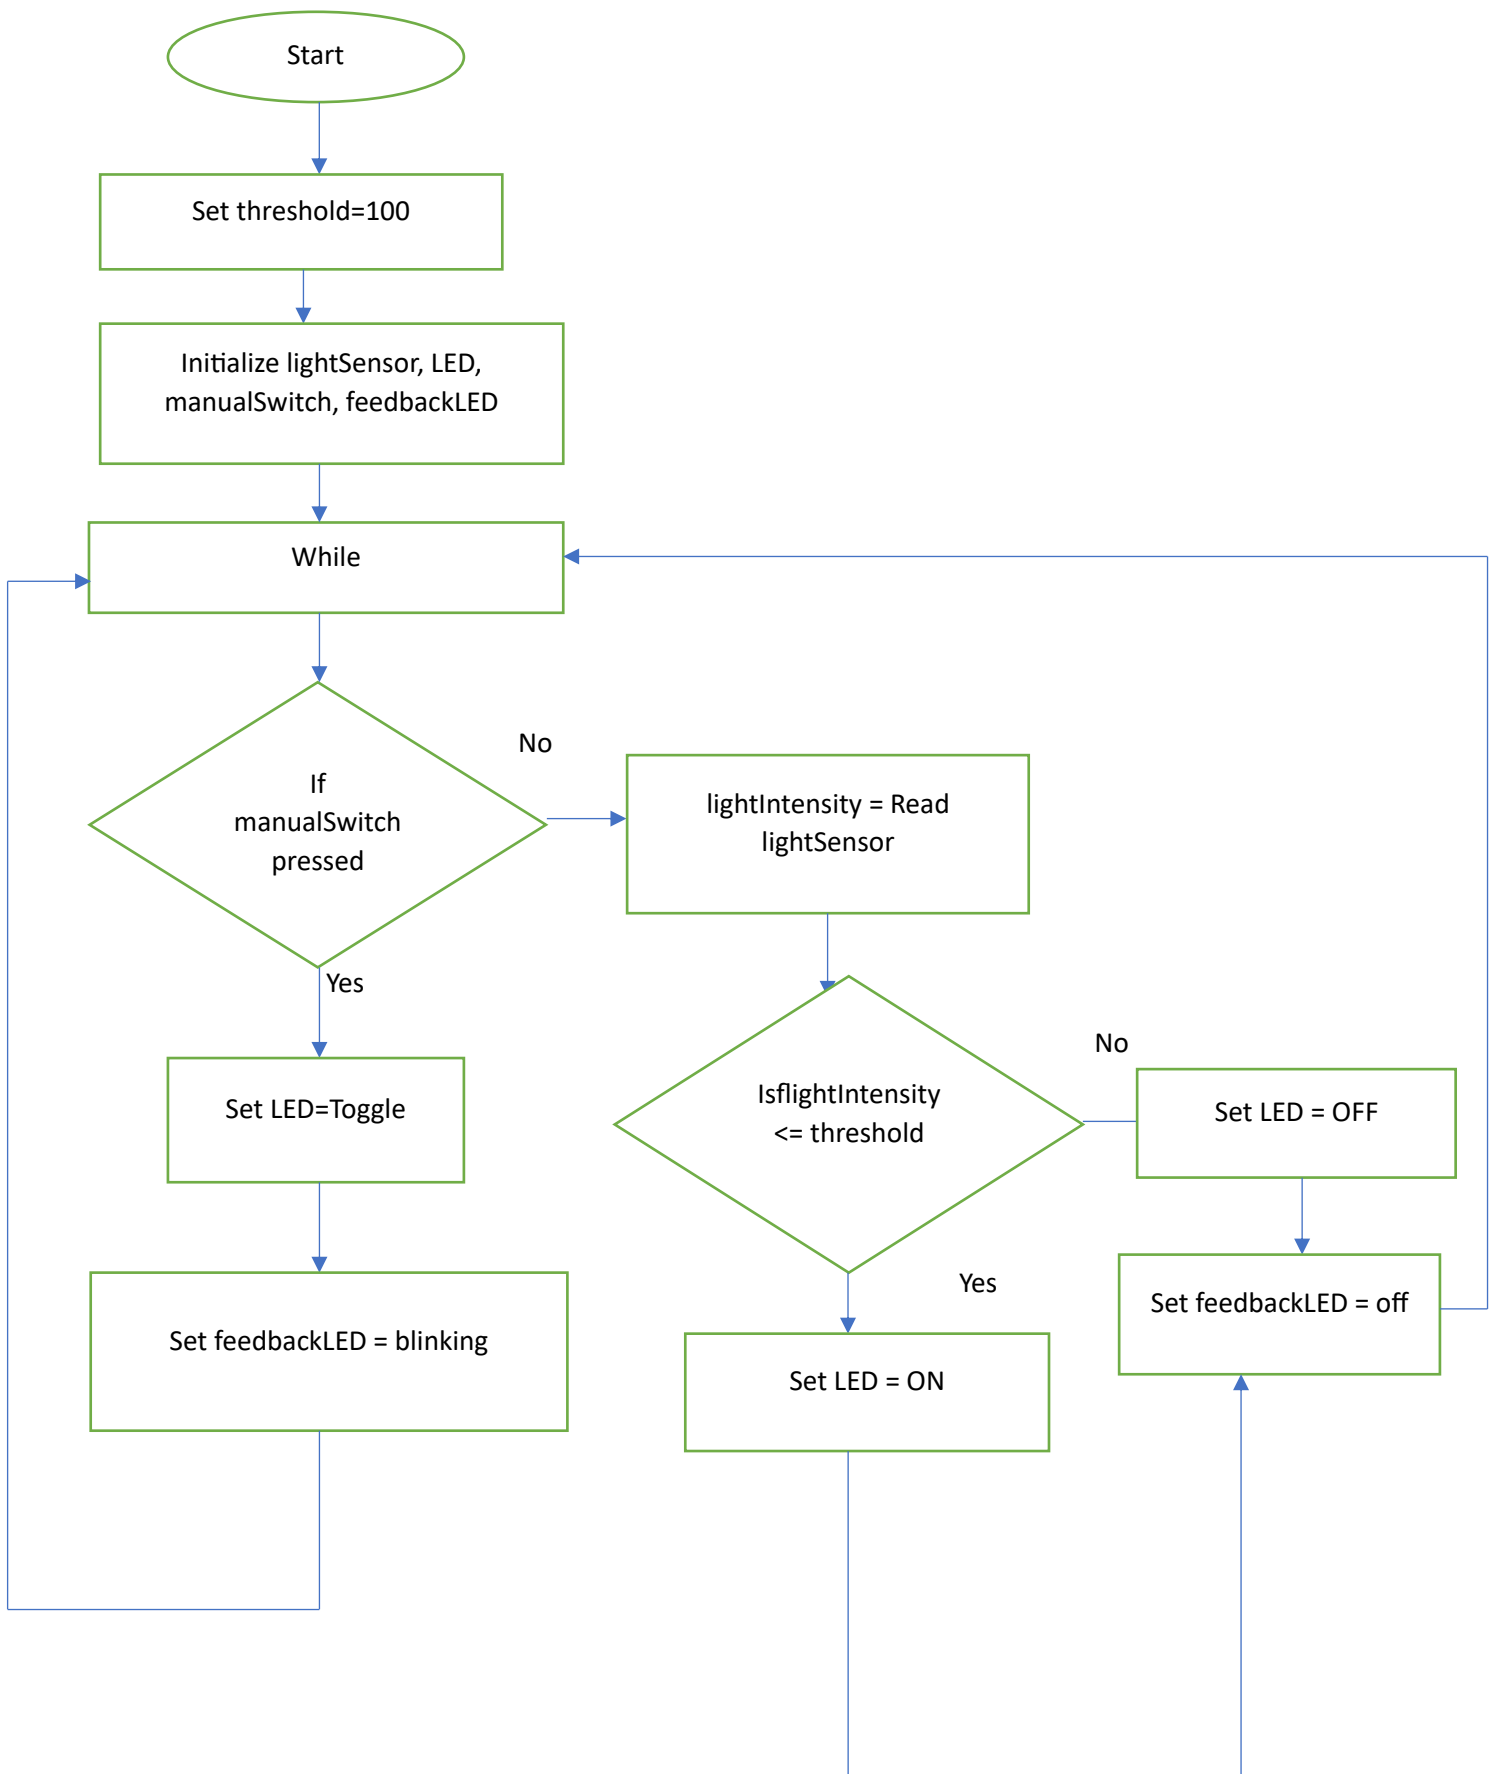 Start
Set threshold=100
Initialize lightSensor, LED,
manualSwitch, feedbackLED
While
No
If
manualSwitch
pressed
lightIntensity = Read
lightSensor
Yes
No
IsflightIntensity
<= threshold
Set LED=Toggle
Set LED = OFF
Yes
Set feedbackLED = off
Set feedbackLED = blinking
Set LED = ON